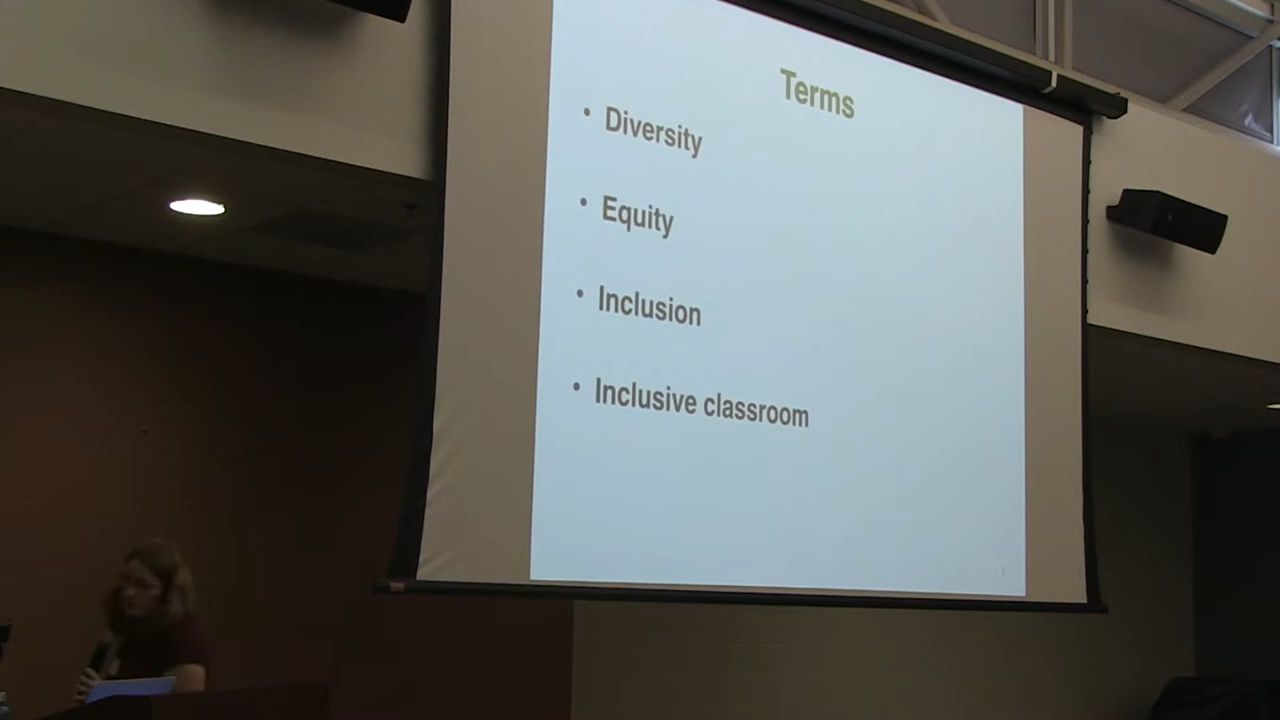 Terms
• Diversity
• Equity
• Inclusion
• Inclusive classroom